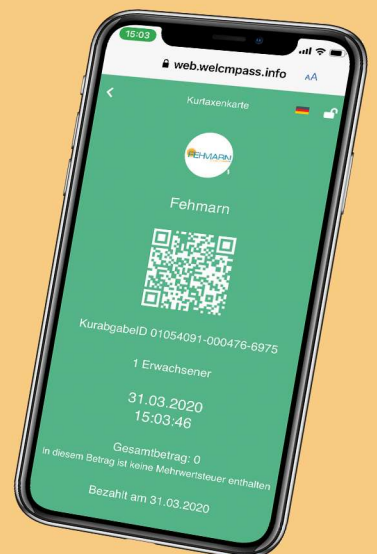 15:03
web.welcmpass.info AA
Kurtaxenkarte
FEHMARN
Fehmarn
KurabgabeID 01054091-000476-6975
1 Erwachsener
31.03.2020
15:03:46
Gesamtbetrag: 0
In diesem Betrag ist keine Mehrwertsteuer enthalten
Bezahlt am 31.03.2020